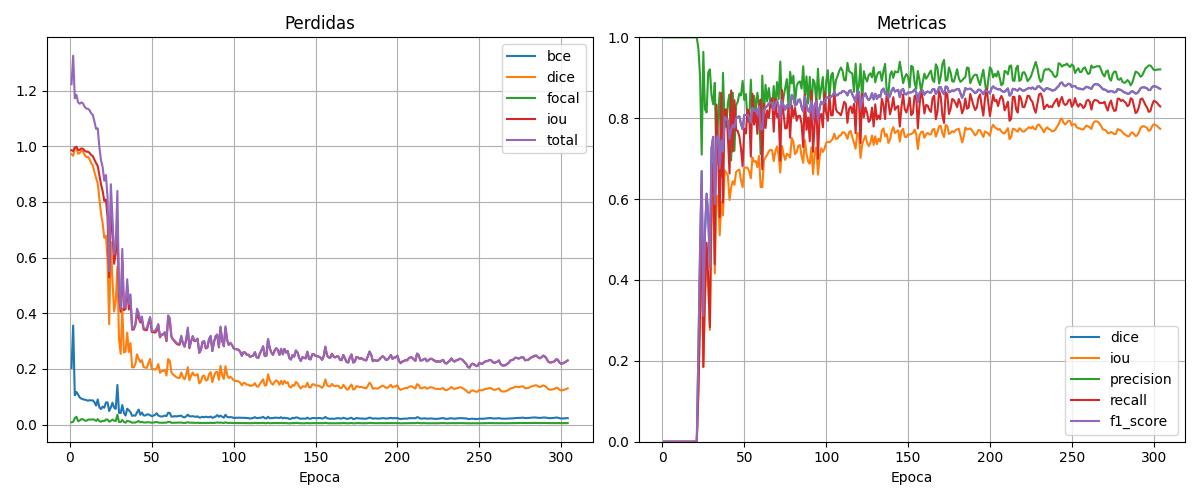 Perdidas
1.2
1.0
0.8
0.6
0.4
0.2
0.0
0 50 100 150 200 250 300
Epoca
bce
dice
focal
iou
total
Metricas
1.0
0.8
0.6
0.4
0.2
0.0
0 50 100 150 200 250 300
Epoca
dice
iou
precision
recall
f1_score